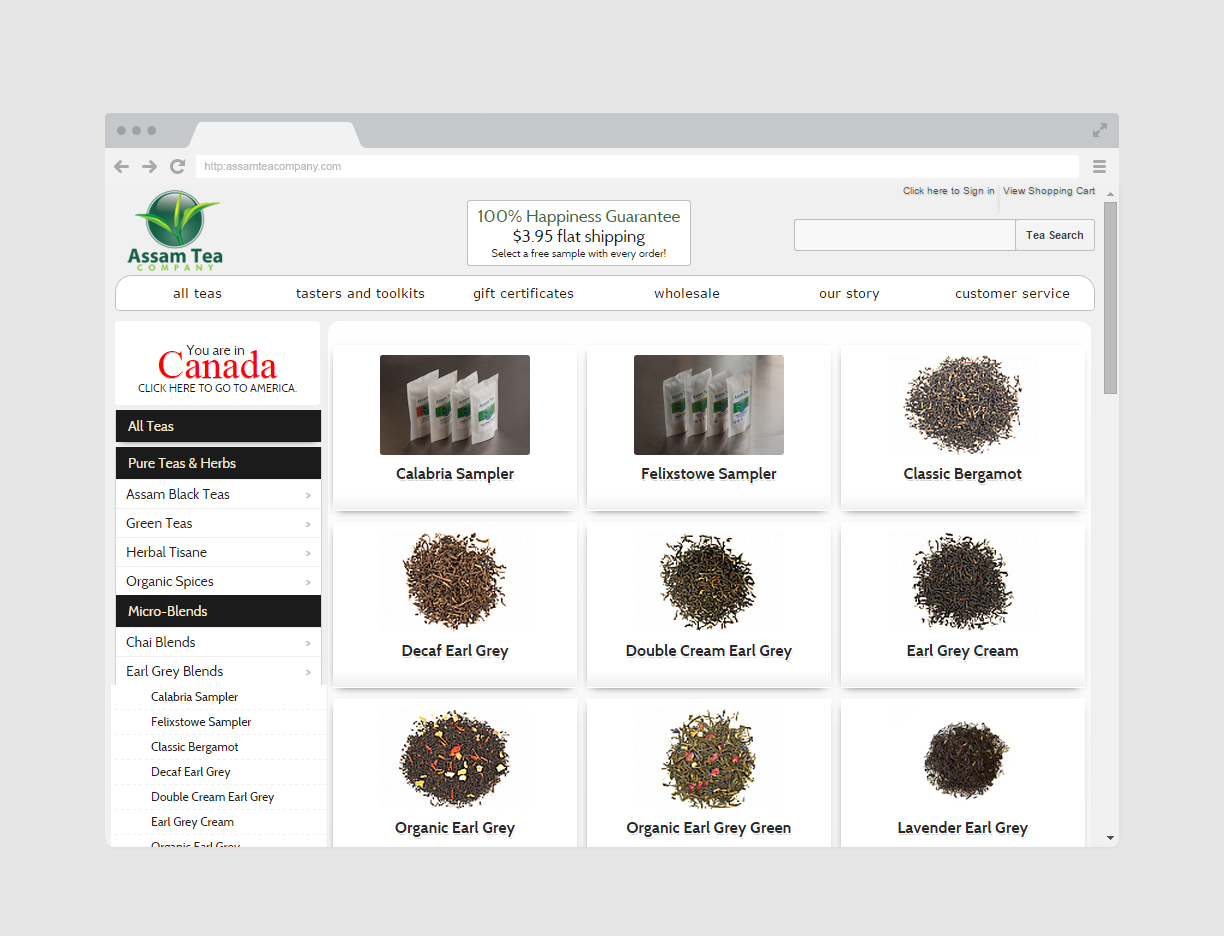 http:assamteacompany.com
Click here to Sign in
View Shopping Cart
Assam Tea
COMPANY
100% Happiness Guarantee
$3.95 flat shipping
Select a free sample with every order!
Tea Search
all teas
tasters and toolkits
gift certificates
wholesale
our story
customer service
You are in
Canada
CLICK HERE TO GO TO AMERICA.
All Teas
Pure Teas & Herbs
Assam Black Teas
Green Teas
Herbal Tisane
Organic Spices
Micro-Blends
Chai Blends
Earl Grey Blends
Calabria Sampler
Felixstowe Sampler
Classic Bergamot
Decaf Earl Grey
Double Cream Earl Grey
Earl Grey Cream
Organic Earl Grey
Calabria Sampler
Felixstowe Sampler
Classic Bergamot
Decaf Earl Grey
Double Cream Earl Grey
Earl Grey Cream
Organic Earl Grey
Organic Earl Grey Green
Lavender Earl Grey